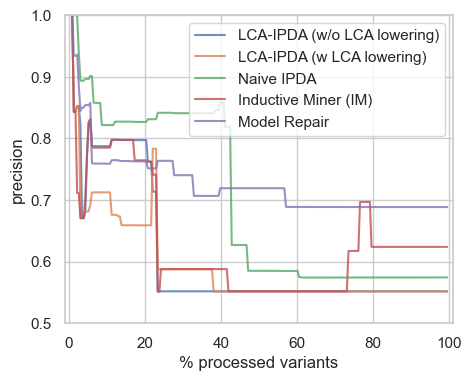 1.0
0.9
0.8
0.7
0.6
0.5
precision
LCA-IPDA (w/o LCA lowering)
LCA-IPDA (w LCA lowering)
Naive IPDA
Inductive Miner (IM)
Model Repair
0 20 40 60 80 100
% processed variants